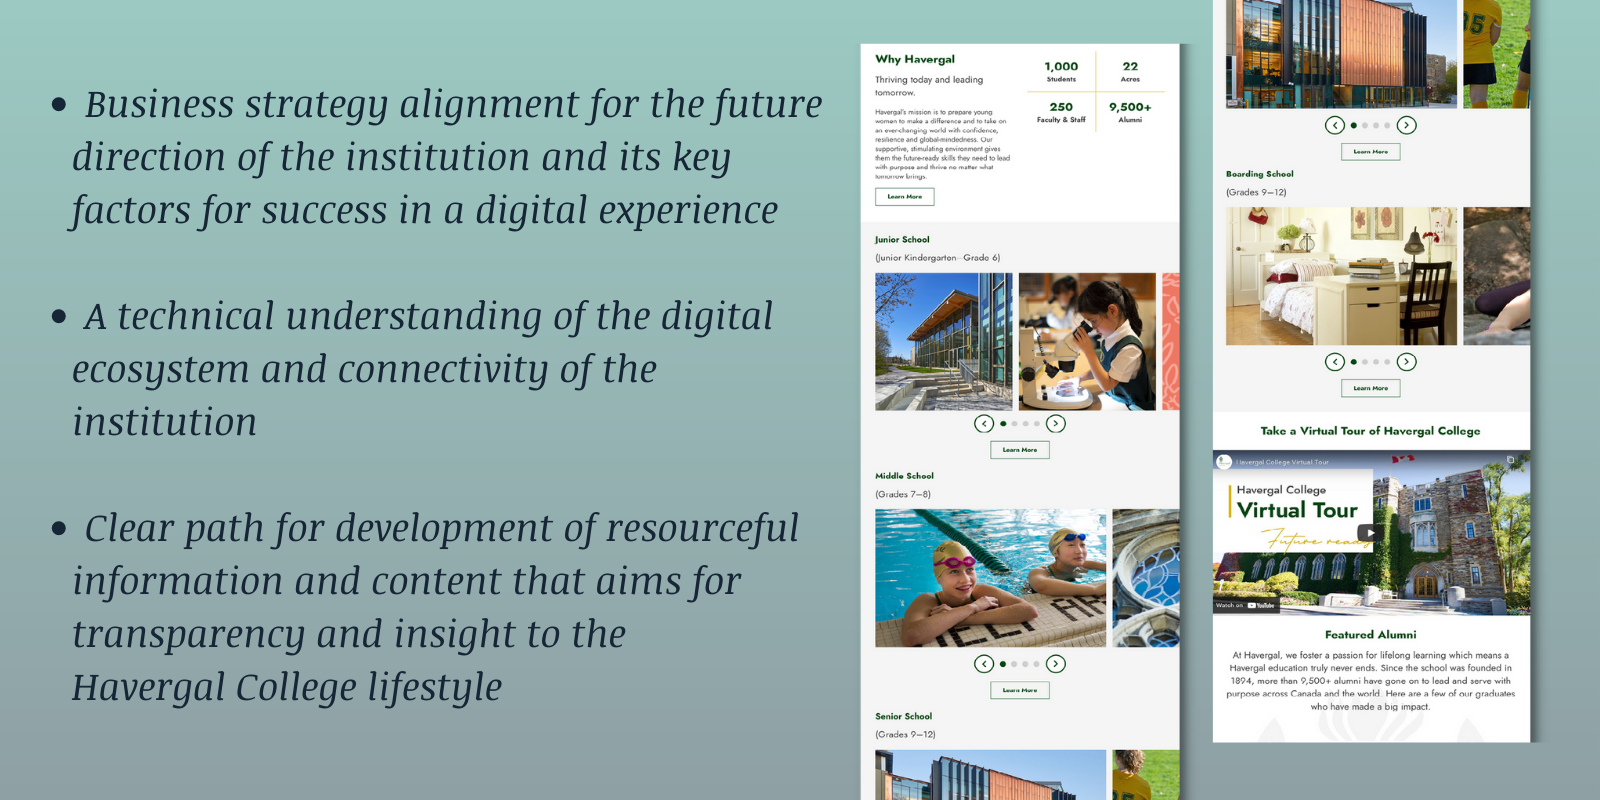 • Business strategy alignment for the future
direction of the institution and its key
factors for success in a digital experience
• A technical understanding of the digital
ecosystem and connectivity of the
institution
• Clear path for development of resourceful
information and content that aims for
transparency and insight to the
Havergal College lifestyle
Why Havergal
Thriving today and leading
tomorrow.
Havergal's mission is to prepare young
women to make a difference and to take on
an ever-changing world with confidence,
resilience and global-mindedness. Our
supportive, stimulating environment gives
them the future-ready skills they need to lead
with purpose and thrive no matter what
tomorrow brings.
Learn More
1,000
Students
22
Acres
250
Faculty & Staff
9,500+
Alumni
Junior School
(Junior Kindergarten–Grade 6)
Learn More
Middle School
(Grades 7–8)
Learn More
Senior School
(Grades 9–12)
Learn More
Boarding School
(Grades 9–12)
Learn More
Take a Virtual Tour of Havergal College
Havergal College Virtual Tour
Havergal College
Virtual Tour
Future ready
Watch on YouTube
Featured Alumni
At Havergal, we foster a passion for lifelong learning which means a
Havergal education truly never ends. Since the school was founded in
1894, more than 9,500+ alumni have gone on to lead and serve with
purpose across Canada and the world. Here are a few of our graduates
who have made a big impact.